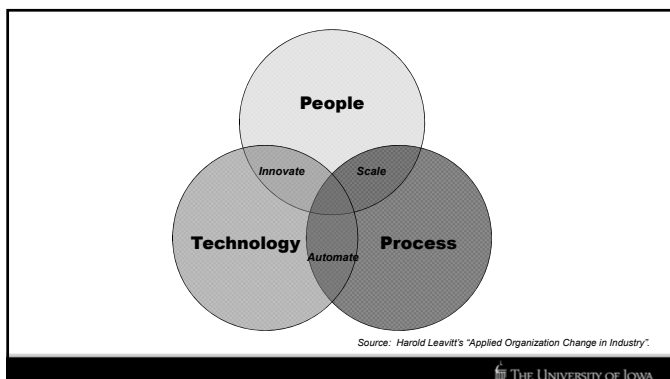 People
Innovate Scale
Technology Process
Automate
Source: Harold Leavitt's "Applied Organization Change in Industry".
THE UNIVERSITY OF IOWA